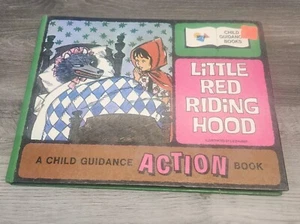 CHILD
GUIDANCE
BOOKS
LiTTLE
RED
RiDiNG
HOOD
A CHILD GUIDANCE ACTION BOOK